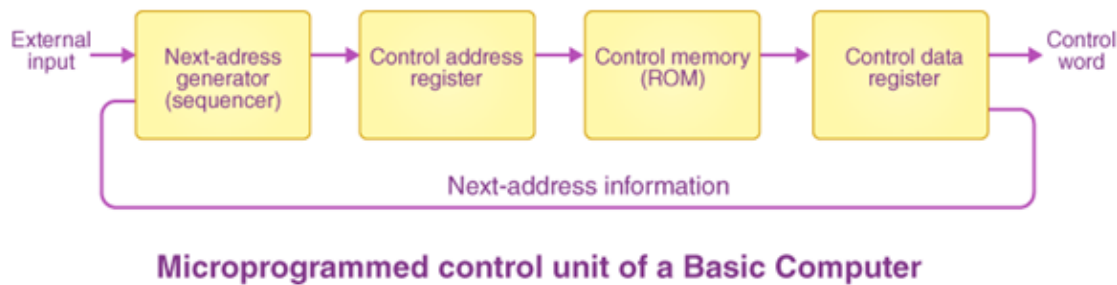 External
input
Next-adress
generator
(sequencer)
Control address
register
Control memory
(ROM)
Control data
register
Control
word
Next-address information
Microprogrammed control unit of a Basic Computer